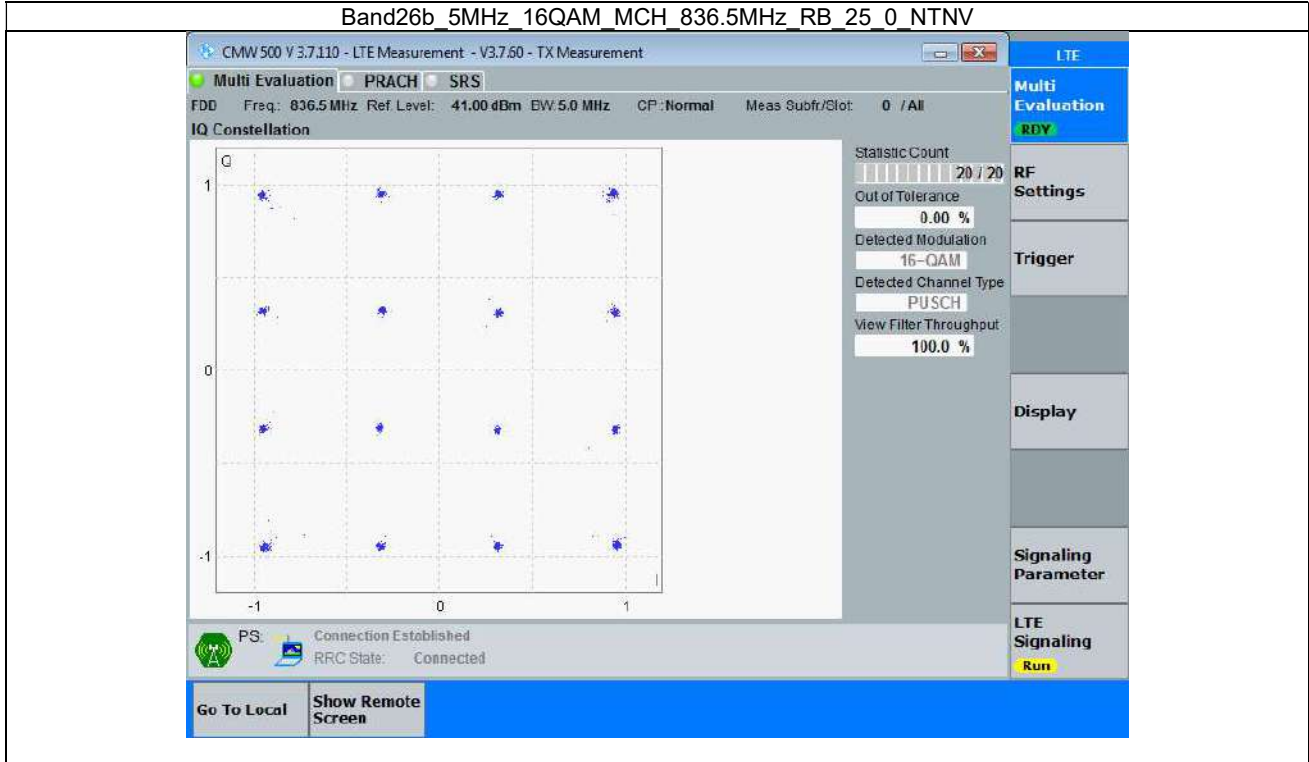 Band26b_5MHz_16QAM_MCH_836.5MHz_RB_25_0_NTNV
CMW 500 V 3.7.110 - LTE Measurement - V3.7.60 - TX Measurement
LTE
Multi Evaluation PRACH SRS
Multi
Evaluation
RDY
FDD Freq.: 836.5 MHz Ref. Level: 41.00 dBm BW: 5.0 MHz CP: Normal Meas Subfr/Slot: 0 / All
IQ Constellation
Q
1
0
-1
-1 0 1
I
Statistic Count
20 / 20
Out of Tolerance
0.00 %
Detected Modulation
16-QAM
Detected Channel Type
PUSCH
View Filter Throughput
100.0 %
RF
Settings
Trigger
Display
Signaling
Parameter
LTE
Signaling
Run
PS: Connection Established
RRC State: Connected
Go To Local
Show Remote
Screen